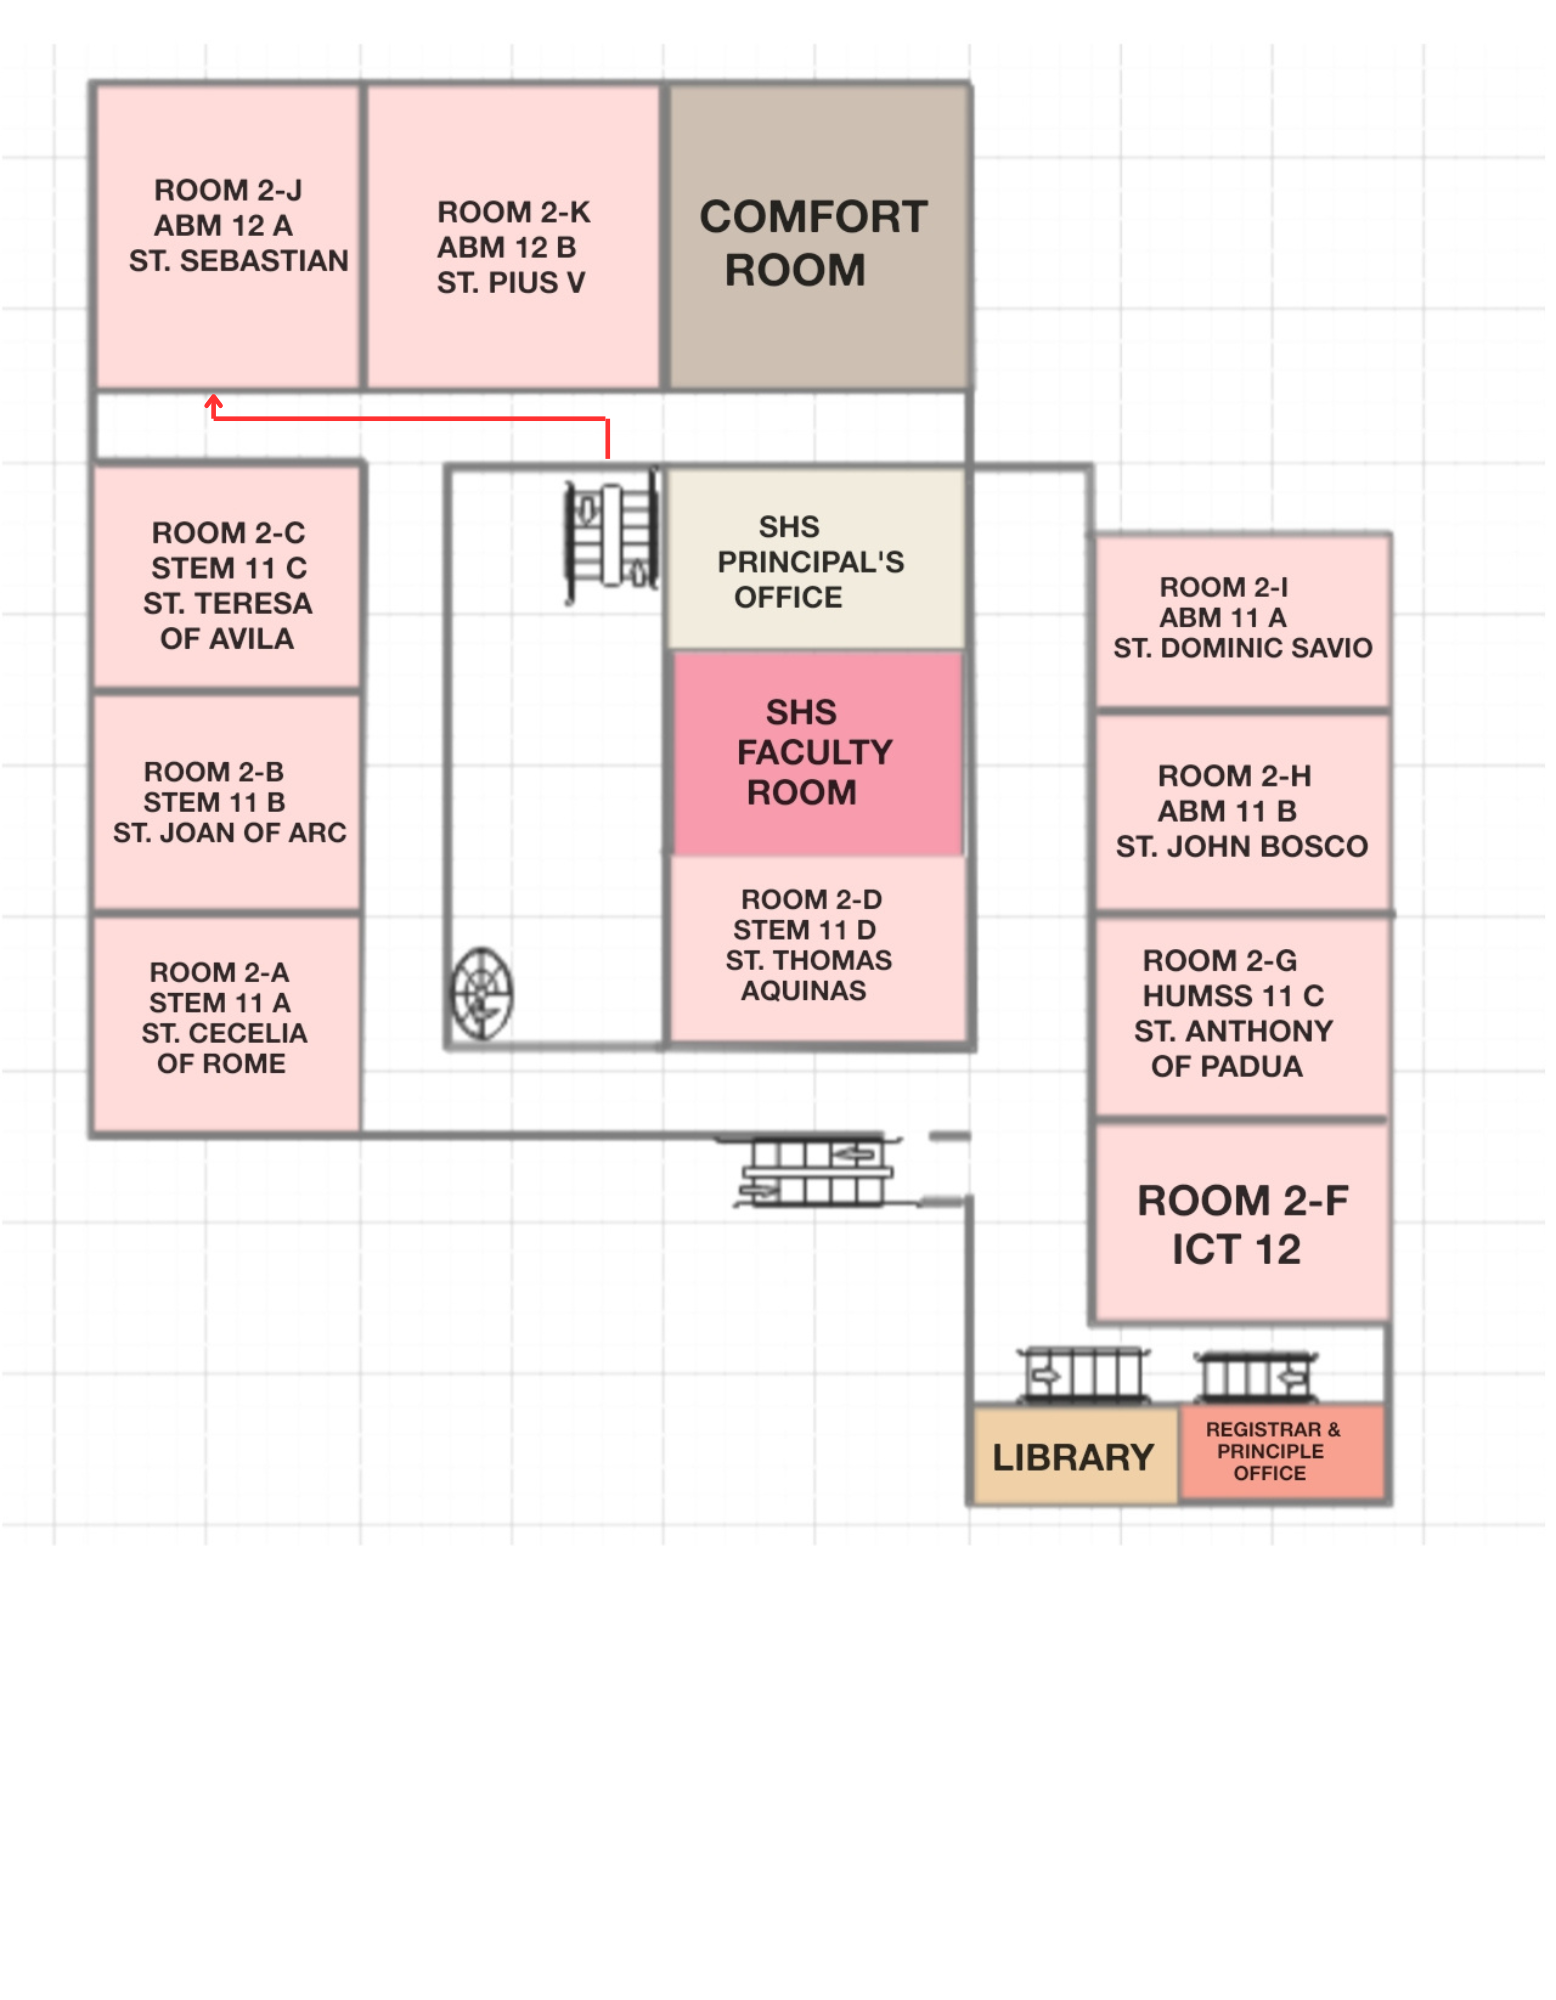 ROOM 2-J
ABM 12 A
ST. SEBASTIAN
ROOM 2-K
ABM 12 B
ST. PIUS V
COMFORT
ROOM
ROOM 2-C
STEM 11 C
ST. TERESA
OF AVILA
SHS
PRINCIPAL'S
OFFICE
ROOM 2-I
ABM 11 A
ST. DOMINIC SAVIO
ROOM 2-B
STEM 11 B
ST. JOAN OF ARC
SHS
FACULTY
ROOM
ROOM 2-H
ABM 11 B
ST. JOHN BOSCO
ROOM 2-A
STEM 11 A
ST. CECELIA
OF ROME
ROOM 2-D
STEM 11 D
ST. THOMAS
AQUINAS
ROOM 2-G
HUMSS 11 C
ST. ANTHONY
OF PADUA
ROOM 2-F
ICT 12
LIBRARY
REGISTRAR &
PRINCIPLE
OFFICE